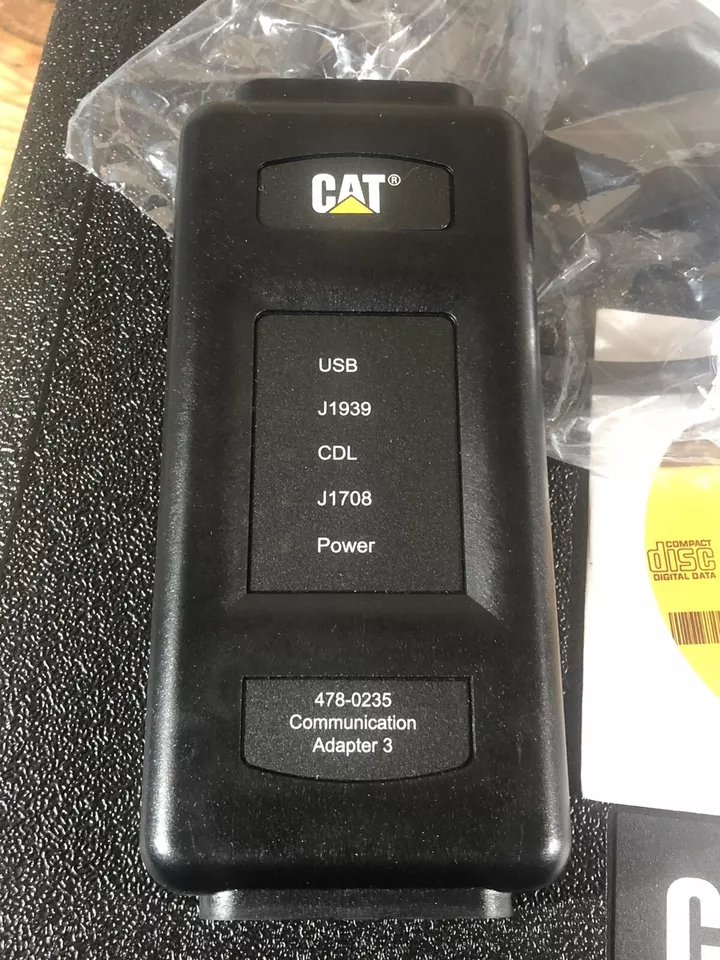 CAT®
USB
J1939
CDL
J1708
Power
478-0235
Communication
Adapter 3
COMPACT
disc
DIGITAL DATA